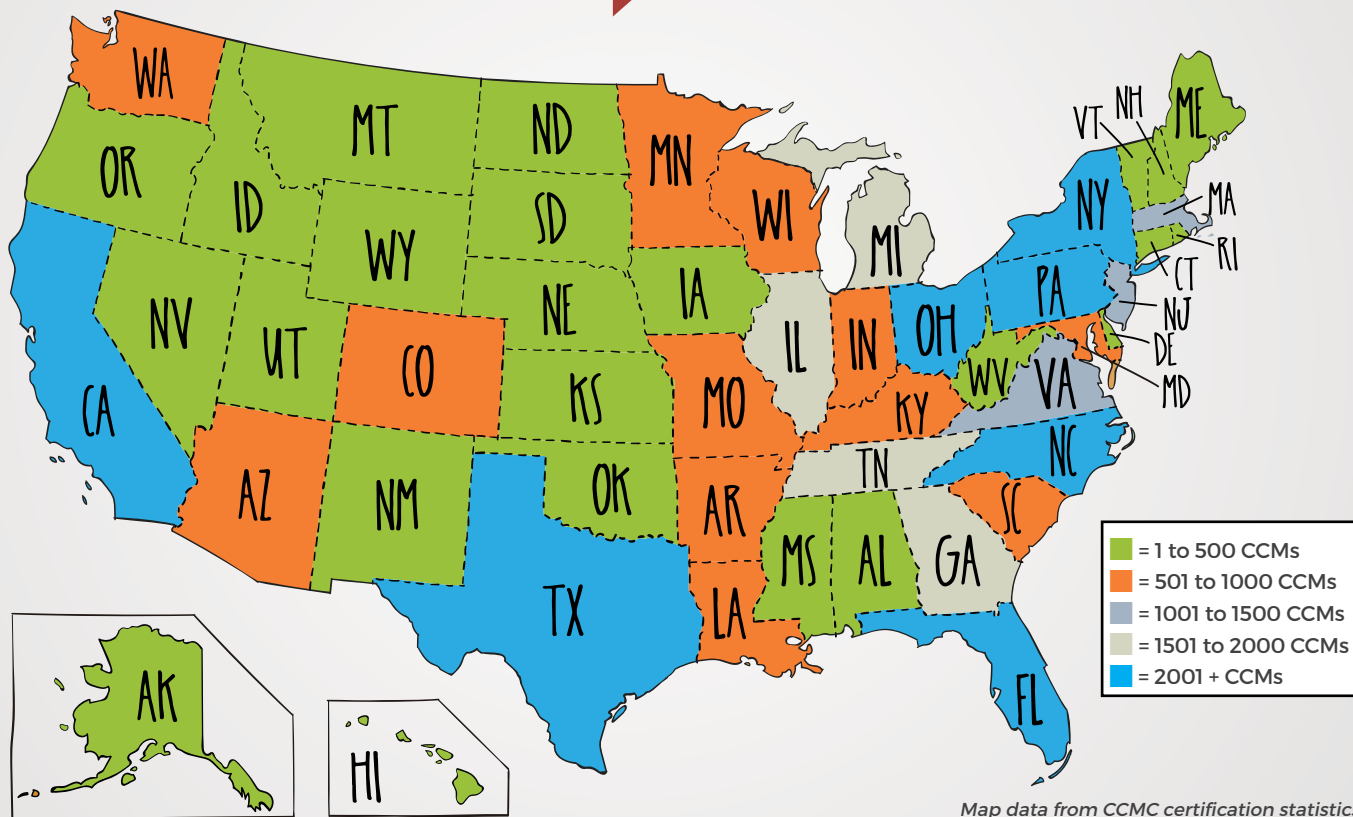 WA
MT
ND
MN
VT
NH
ME
OR
ID
SD
WI
MI
NY
MA
WY
RI
IA
CT
NV
NE
PA
NJ
UT
CO
IL
IN
OH
DE
KS
MO
WV
VA
MD
CA
KY
NC
TN
AZ
NM
OK
AR
SC
MS
AL
GA
TX
LA
FL
AK
HI
= 1 to 500 CCMs
= 501 to 1000 CCMs
= 1001 to 1500 CCMs
= 1501 to 2000 CCMs
= 2001 + CCMs
Map data from CCMC certification statistics